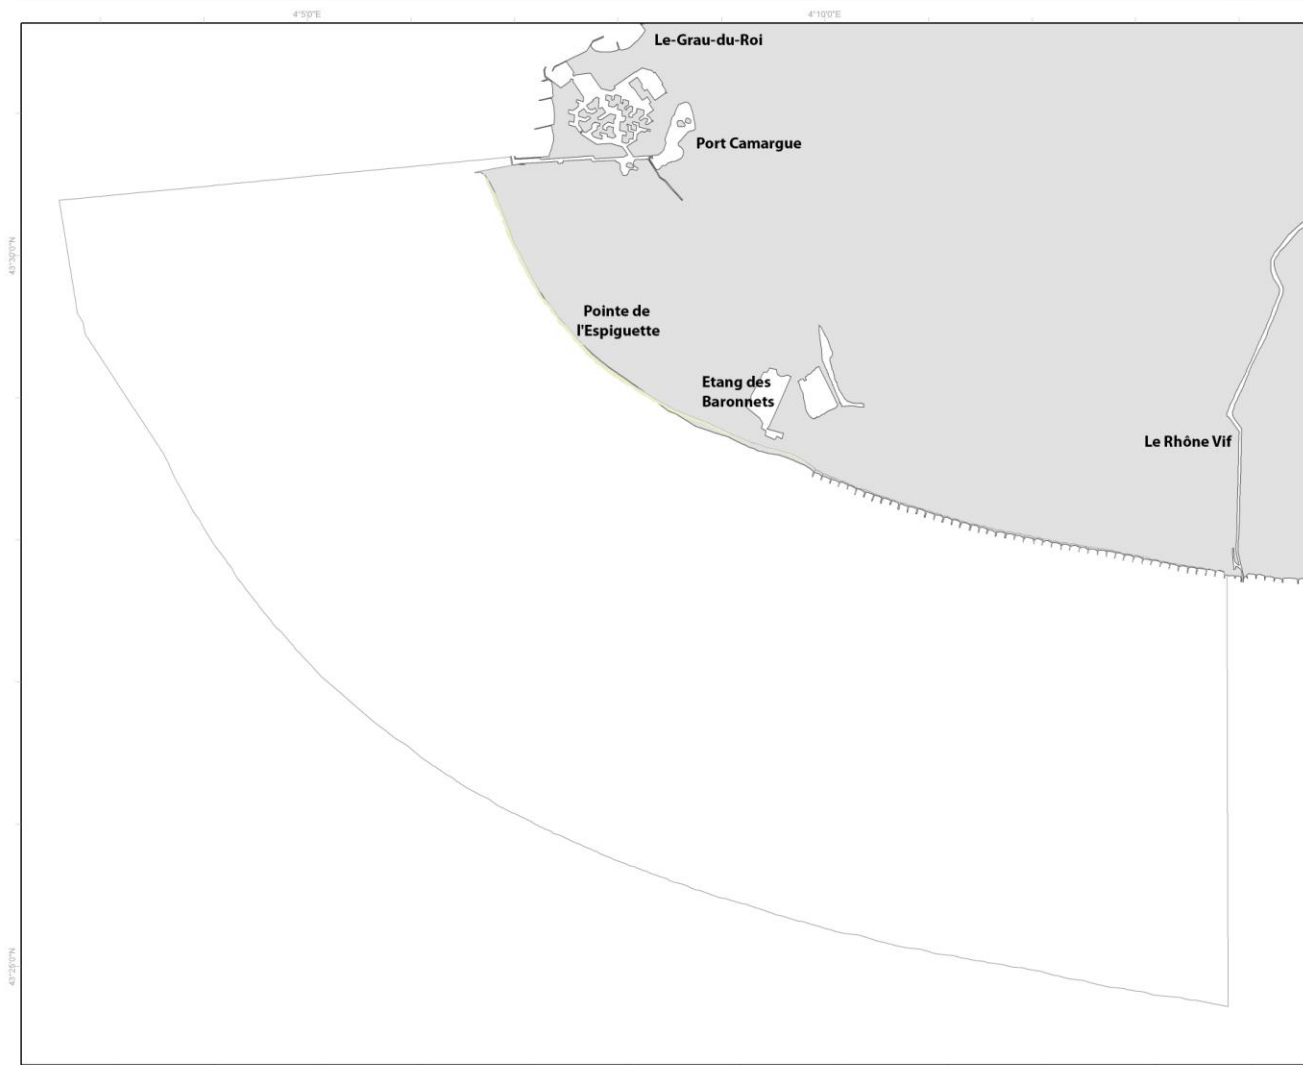 4°5'0"E
4°10'0"E
Le-Grau-du-Roi
Port Camargue
43°30'0"N
Pointe de
l'Espiguette
Etang des
Baronnets
Le Rhône Vif
43°25'0"N